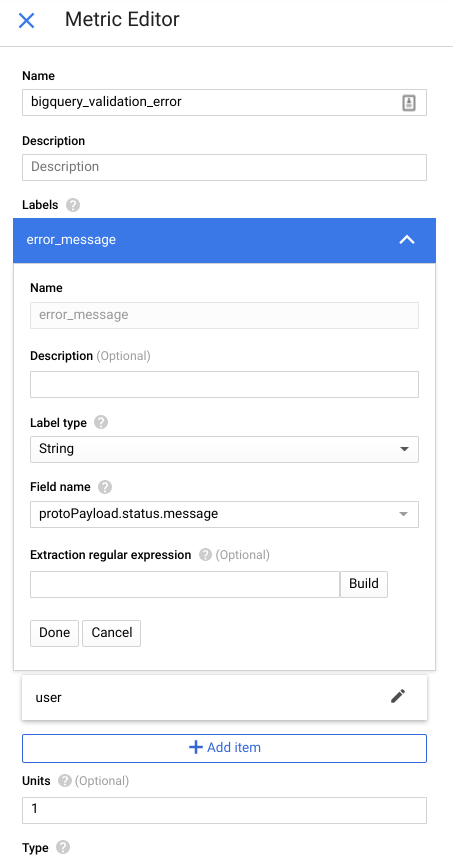 Metric Editor
Name
bigquery_validation_error
Description
Description
Labels ?
error_message
Name
error_message
Description (Optional)
Label type ?
String
Field name ?
protoPayload.status.message
Extraction regular expression ? (Optional)
Build
Done Cancel
user
+ Add item
Units ? (Optional)
1
Type ?